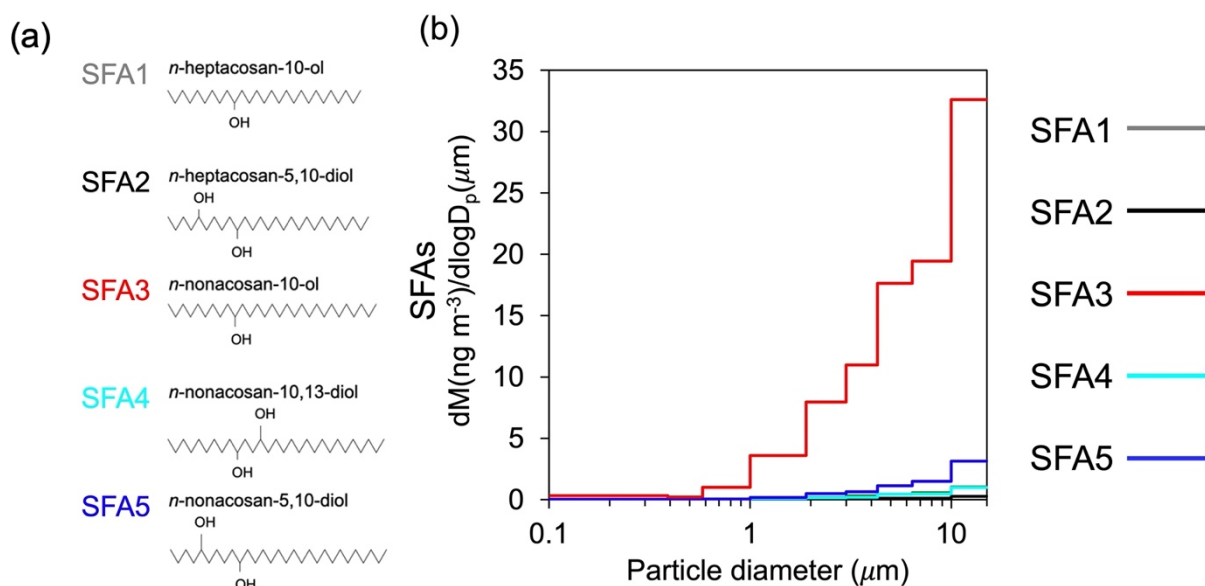 (a)
SFA1
n-heptacosan-10-ol
OH
SFA2
n-heptacosan-5,10-diol
OH
OH
SFA3
n-nonacosan-10-ol
OH
SFA4
n-nonacosan-10,13-diol
OH
OH
SFA5
n-nonacosan-5,10-diol
OH
OH
(b)
SFAs
dM(ng m⁻³)/dlogDₚ(μm)
35
30
25
20
15
10
5
0
0.1
1
10
Particle diameter (μm)
SFA1
SFA2
SFA3
SFA4
SFA5